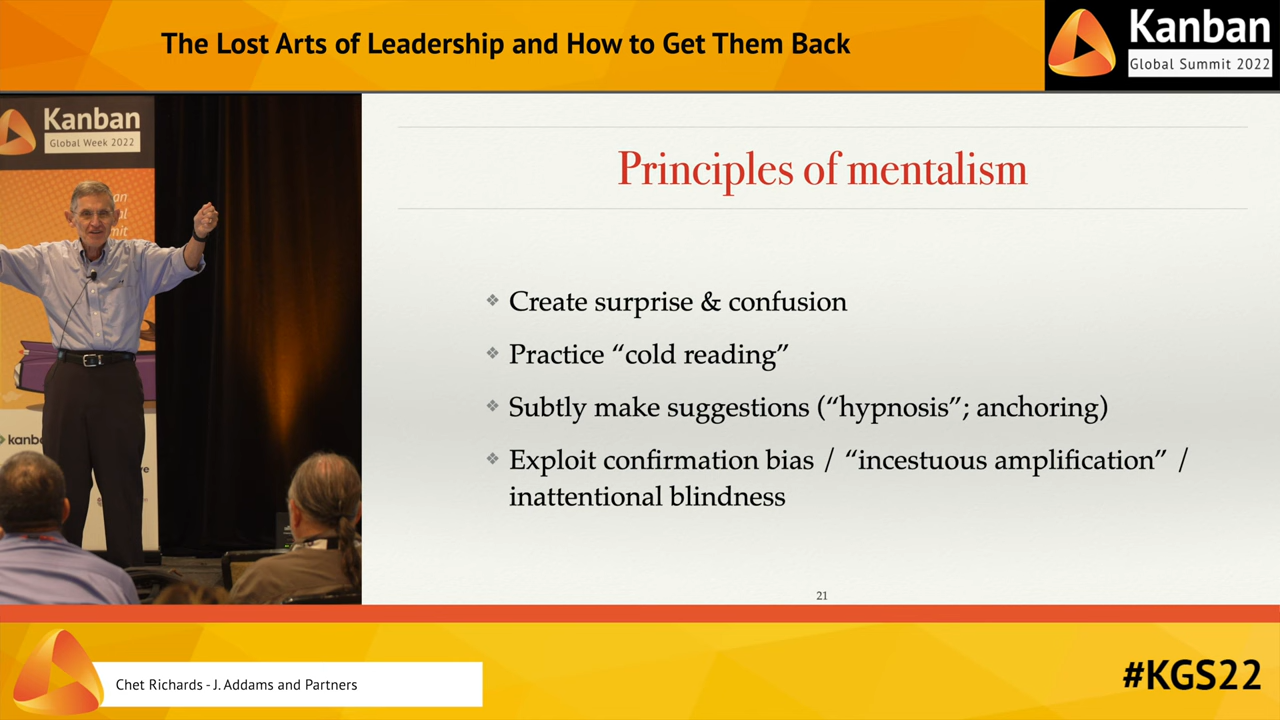 The Lost Arts of Leadership and How to Get Them Back
Kanban
Global Summit 2022
Kanban
Global Week 2022
Principles of mentalism
Create surprise & confusion
Practice “cold reading”
Subtly make suggestions (“hypnosis”; anchoring)
Exploit confirmation bias / “incestuous amplification” /
inattentional blindness
21
Chet Richards - J. Addams and Partners
#KGS22